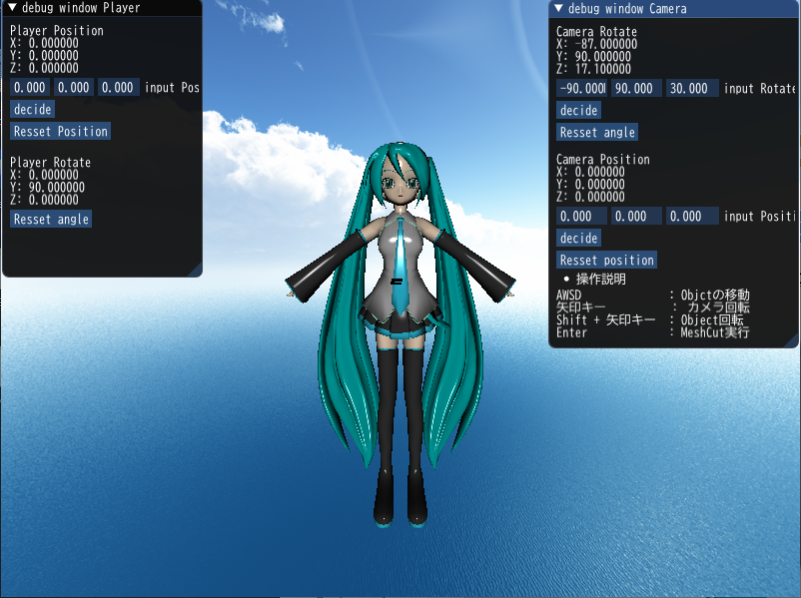 debug window Player
Player Position
X: 0.000000
Y: 0.000000
Z: 0.000000
0.000 0.000 0.000 input Pos
decide
Resset Position
Player Rotate
X: 0.000000
Y: 90.000000
Z: 0.000000
Resset angle
debug window Camera
Camera Rotate
X: -87.000000
Y: 90.000000
Z: 17.100000
-90.000 90.000 30.000 input Rotate
decide
Resset angle
Camera Position
X: 0.000000
Y: 0.000000
Z: 0.000000
0.000 0.000 0.000 input Positi
decide
Resset position
• 操作説明
AWSD : Objctの移動
矢印キー : カメラ回転
Shift + 矢印キー : Object回転
Enter : MeshCut実行